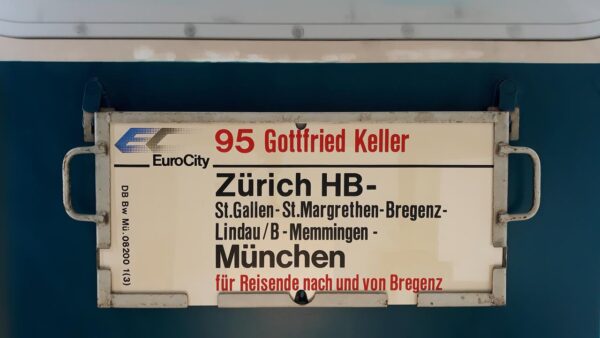 EC
EuroCity
95 Gottfried Keller
Zürich HB-
St.Gallen-St.Margrethen-Bregenz-
Lindau/B-Memmingen-
München
für Reisende nach und von Bregenz
DB Bw Mü. 08200 1(3)